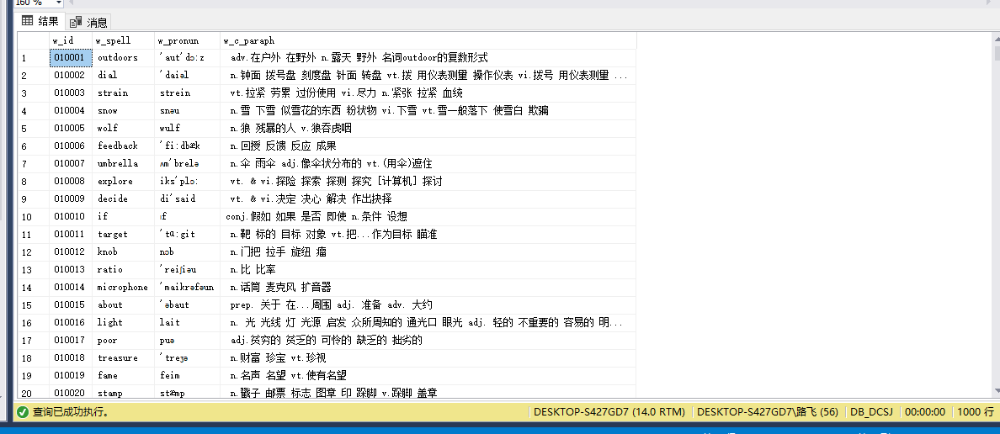 160 %
结果 消息
w_id w_spell w_pronun w_c_paraph
1 010001 outdoors 'aut'dɔ:z adv.在户外 在野外 n.露天 野外 名词outdoor的复数形式
2 010002 dial 'daiəl n.钟面 拨号盘 刻度盘 针面 转盘 vt.拨 用仪表测量 操作仪表 vi.拨号 用仪表测量 ...
3 010003 strain strein vt.拉紧 劳累 过份使用 vi.尽力 n.紧张 拉紧 血统
4 010004 snow snəu n.雪 下雪 似雪花的东西 粉状物 vi.下雪 vt.雪一般落下 使雪白 欺骗
5 010005 wolf wulf n.狼 残暴的人 v.狼吞虎咽
6 010006 feedback 'fi:dbæk n.回授 反馈 反应 成果
7 010007 umbrella ʌm'brelə n.伞 雨伞 adj.像伞状分布的 vt.(用伞)遮住
8 010008 explore iks'plɔ: vt. & vi.探险 探索 探测 探究 [计算机] 探讨
9 010009 decide di'said vt. & vi.决定 决心 解决 作出抉择
10 010010 if if conj.假如 如果 是否 即使 n.条件 设想
11 010011 target 'tɑ:git n.靶 标的 目标 对象 vt.把...作为目标 瞄准
12 010012 knob nɔb n.门把 拉手 旋纽 瘤
13 010013 ratio 'reiʃiəu n.比 比率
14 010014 microphone 'maikrəfəun n.话筒 麦克风 扩音器
15 010015 about 'əbaut prep. 关于 在...周围 adj. 准备 adv. 大约
16 010016 light lait n. 光 光线 灯 光源 启发 众所周知的 通光口 眼光 adj. 轻的 不重要的 容易的 明...
17 010017 poor puə adj.贫穷的 贫乏的 可怜的 缺乏的 拙劣的
18 010018 treasure 'treʒə n.财富 珍宝 vt.珍视
19 010019 fame feim n.名声 名望 vt.使有名望
20 010020 stamp stæmp n.戳子 邮票 标志 图章 印 跺脚 v.跺脚 盖章
查询已成功执行。 DESKTOP-S427GD7 (14.0 RTM) DESKTOP-S427GD7\路飞 (56) DB_DCSJ 00:00:00 1000 行